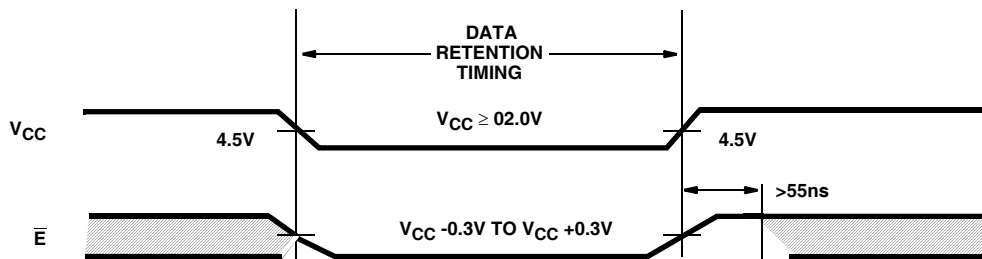 DATA
RETENTION
TIMING
VCC
4.5V
VCC ≥ 02.0V
4.5V
>55ns
E̅
VCC -0.3V TO VCC +0.3V